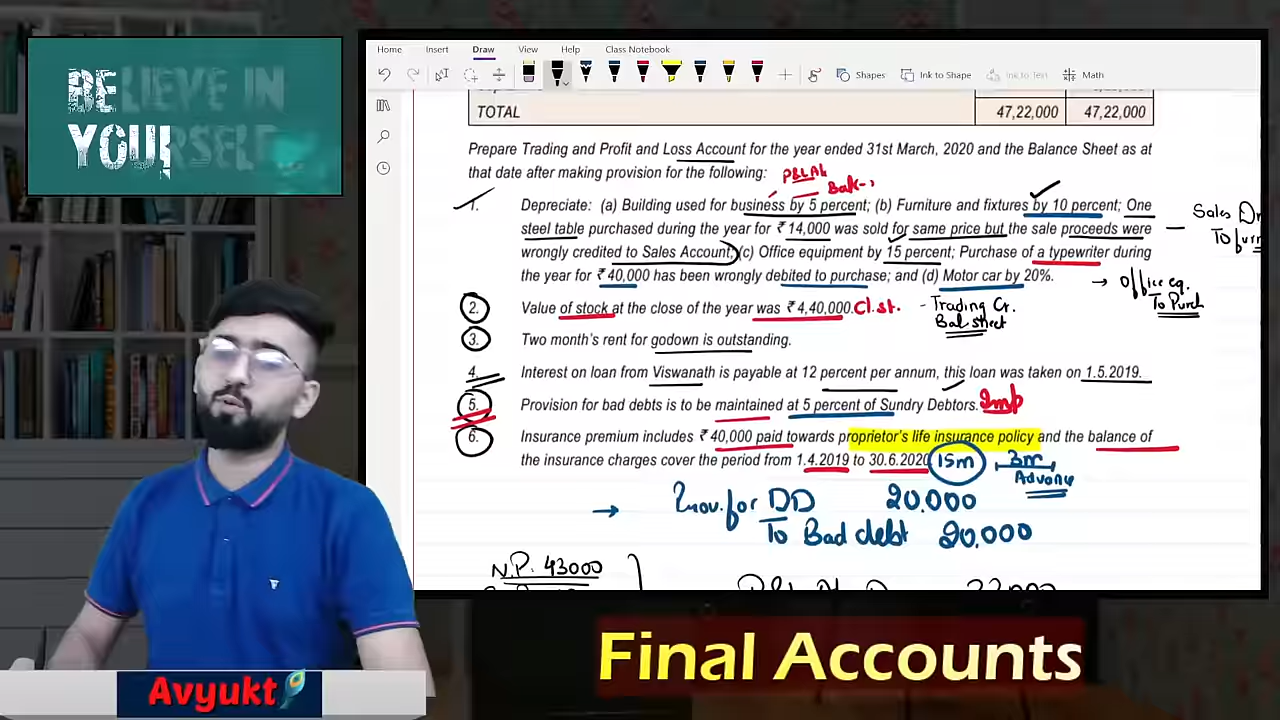 BELIEVE IN
YOURSELF
Home Insert Draw View Help Class Notebook
Shapes Ink to Shape Ink to Text Math
TOTAL 47,22,000 47,22,000
Prepare Trading and Profit and Loss Account for the year ended 31st March, 2020 and the Balance Sheet as at
that date after making provision for the following:
P&L A/c
1. Depreciate: (a) Building used for business by 5 percent; (b) Furniture and fixtures by 10 percent; One
steel table purchased during the year for ₹ 14,000 was sold for same price but the sale proceeds were
wrongly credited to Sales Account; (c) Office equipment by 15 percent; Purchase of a typewriter during
the year for ₹ 40,000 has been wrongly debited to purchase; and (d) Motor car by 20%.
Sales Dr
To furn
Office eq.
To Purch
2. Value of stock at the close of the year was ₹ 4,40,000. Cl.st. - Trading Cr.
Bal sheet
3. Two month's rent for godown is outstanding.
4. Interest on loan from Viswanath is payable at 12 percent per annum, this loan was taken on 1.5.2019.
5. Provision for bad debts is to be maintained at 5 percent of Sundry Debtors. Imp
6. Insurance premium includes ₹ 40,000 paid towards proprietor's life insurance policy and the balance of
the insurance charges cover the period from 1.4.2019 to 30.6.2020 15m 3m
Advance
→ Prov. for DD 20.000
To Bad debt 20.000
N.P. 43000
Final Accounts
Avyukt